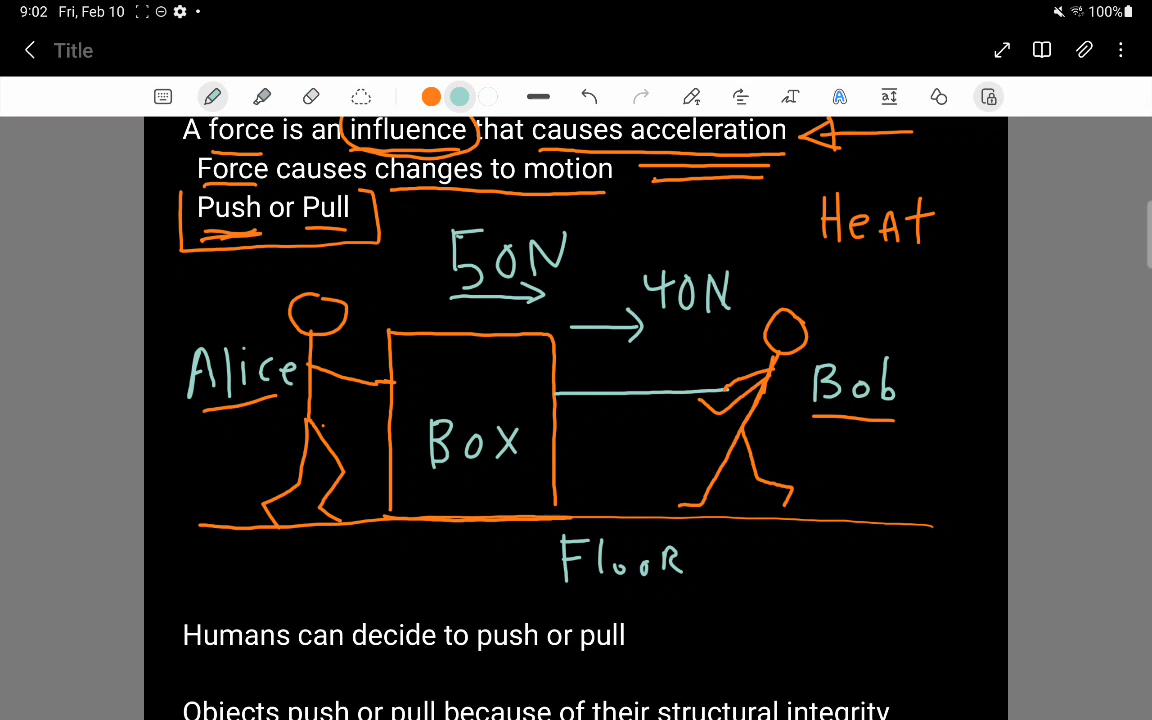 9:02 Fri, Feb 10 100%
Title
A force is an influence that causes acceleration
Force causes changes to motion
Push or Pull
HEAT
50N
40N
Alice
Bob
BOX
FlooR
Humans can decide to push or pull
Objects push or pull because of their structural integrity